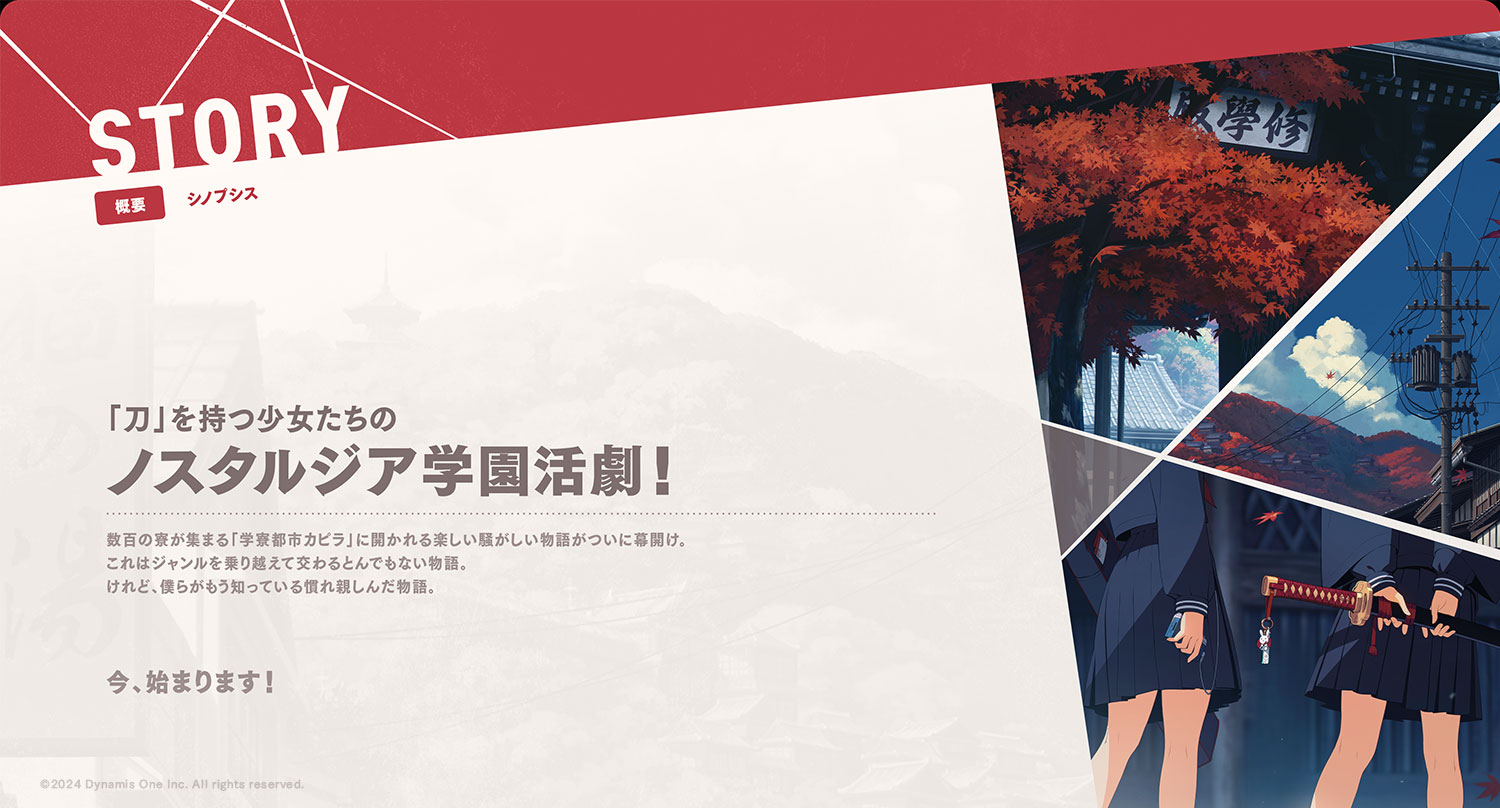 STORY
概要
シノプシス
「刀」を持つ少女たちの
ノスタルジア学園活劇!
数百の寮が集まる「学寮都市カピラ」に開かれる楽しい騒がしい物語がついに幕開け。
これはジャンルを乗り越えて交わるとんでもない物語。
けれど、僕らがもう知っている慣れ親しんだ物語。
今、始まります!
©2024 Dynamis One Inc. All rights reserved.
修學